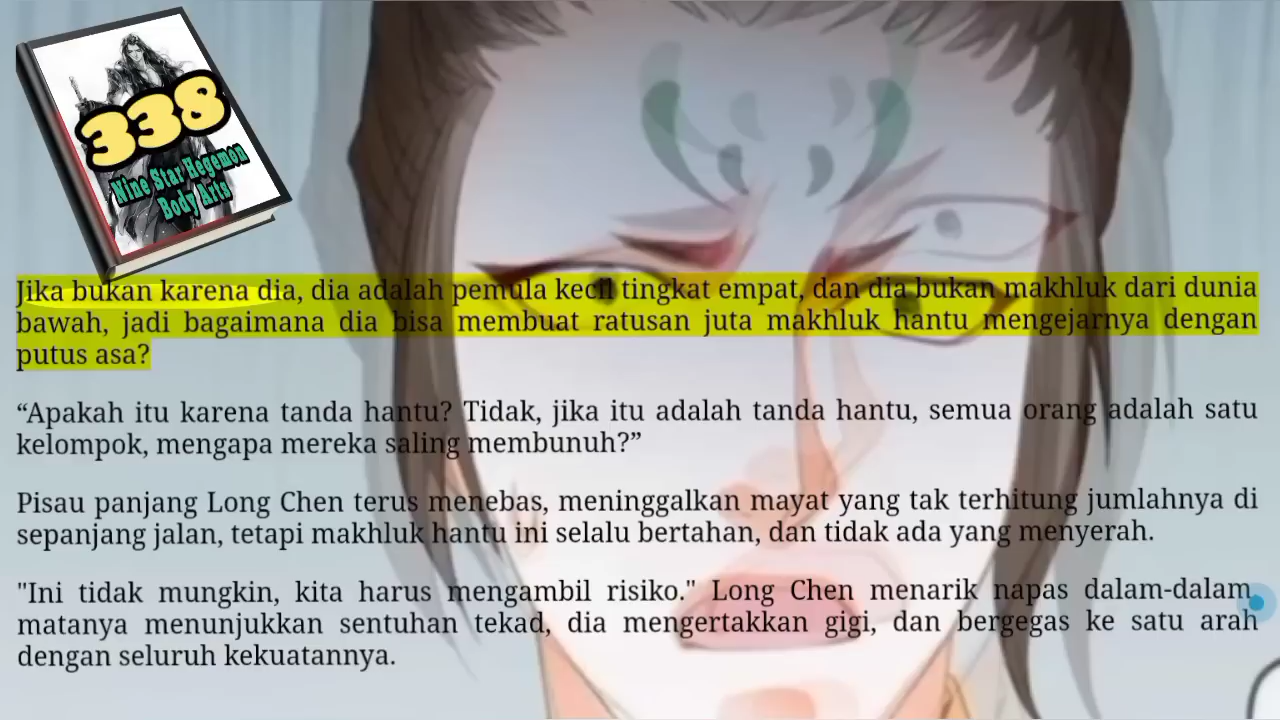 338
Nine Star Hegemon
Body Arts
Jika bukan karena dia, dia adalah pemula kecil tingkat empat, dan dia bukan makhluk dari dunia
bawah, jadi bagaimana dia bisa membuat ratusan juta makhluk hantu mengejarnya dengan
putus asa?
“Apakah itu karena tanda hantu? Tidak, jika itu adalah tanda hantu, semua orang adalah satu
kelompok, mengapa mereka saling membunuh?”
Pisau panjang Long Chen terus menebas, meninggalkan mayat yang tak terhitung jumlahnya di
sepanjang jalan, tetapi makhluk hantu ini selalu bertahan, dan tidak ada yang menyerah.
"Ini tidak mungkin, kita harus mengambil risiko." Long Chen menarik napas dalam-dalam,
matanya menunjukkan sentuhan tekad, dia mengertakkan gigi, dan bergegas ke satu arah
dengan seluruh kekuatannya.